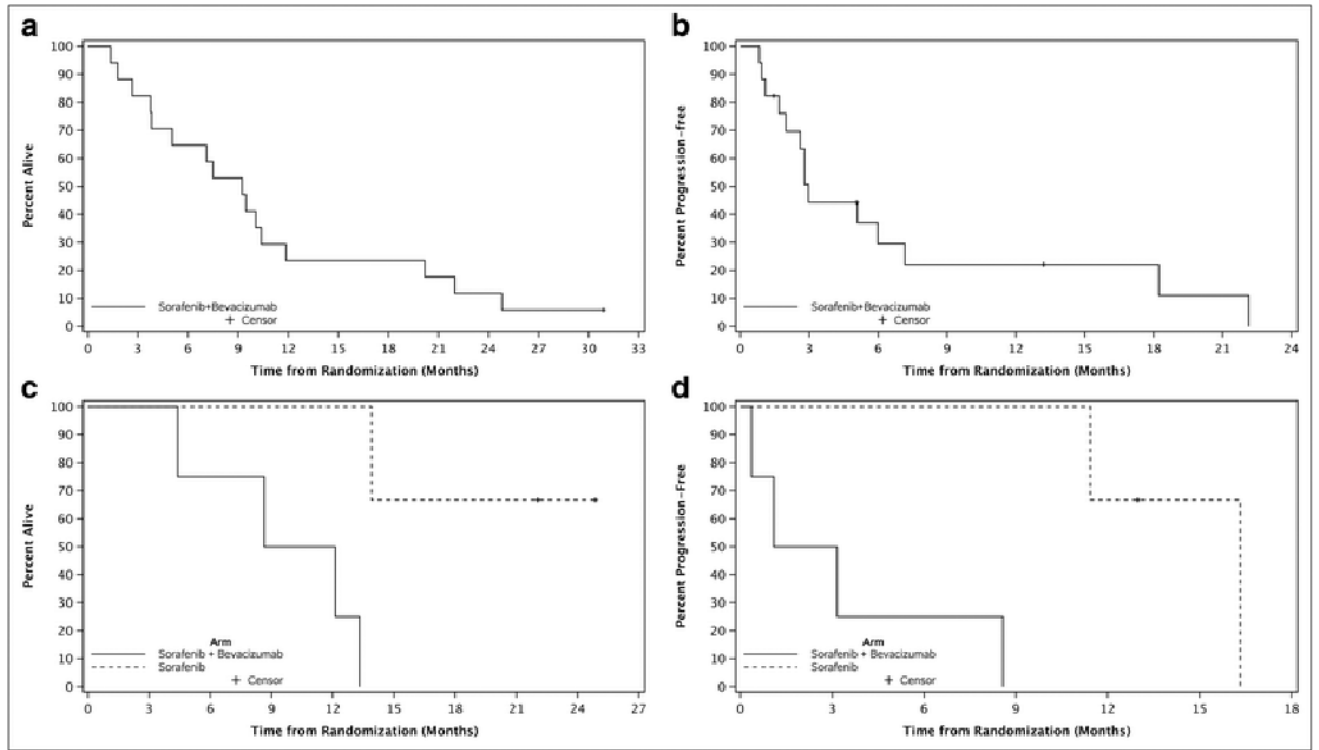 a
100
90
80
70
60
50
40
30
20
10
0
Percent Alive
Sorafenib+Bevacizumab
+ Censor
0 3 6 9 12 15 18 21 24 27 30 33
Time from Randomization (Months)
b
100
90
80
70
60
50
40
30
20
10
0
Percent Progression-free
Sorafenib+Bevacizumab
+ Censor
0 3 6 9 12 15 18 21 24
Time from Randomization (Months)
c
100
90
80
70
60
50
40
30
20
10
0
Percent Alive
Arm
Sorafenib + Bevacizumab
Sorafenib
+ Censor
0 3 6 9 12 15 18 21 24 27
Time from Randomization (Months)
d
100
90
80
70
60
50
40
30
20
10
0
Percent Progression-Free
Arm
Sorafenib + Bevacizumab
Sorafenib
+ Censor
0 3 6 9 12 15 18
Time from Randomization (Months)